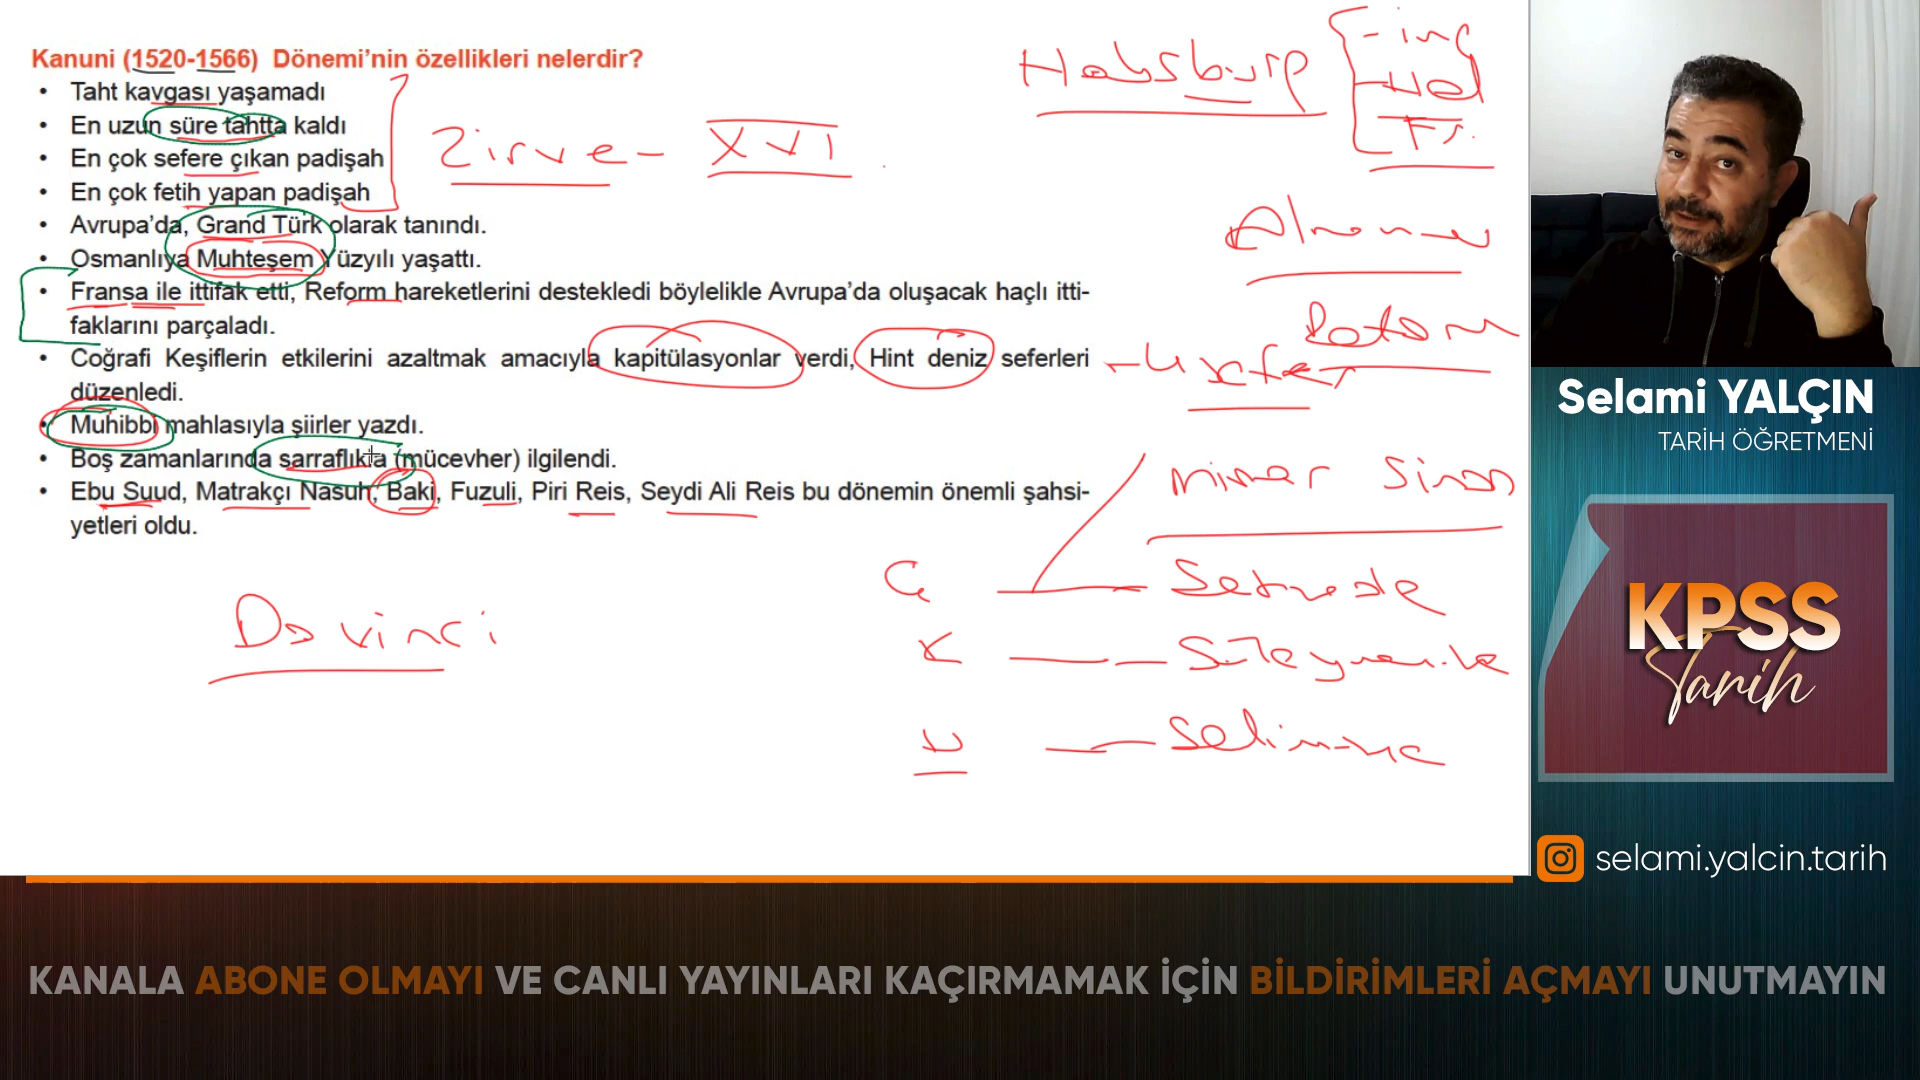 Kanuni (1520-1566) Dönemi'nin özellikleri nelerdir?
• Taht kavgası yaşamadı
• En uzun süre tahtta kaldı
• En çok sefere çıkan padişah
• En çok fetih yapan padişah
• Avrupa'da, Grand Türk olarak tanındı.
• Osmanlıya Muhteşem Yüzyılı yaşattı.
• Fransa ile ittifak etti, Reform hareketlerini destekledi böylelikle Avrupa'da oluşacak haçlı itti-
faklarını parçaladı.
• Coğrafi Keşiflerin etkilerini azaltmak amacıyla kapitülasyonlar verdi, Hint deniz seferleri
düzenledi.
• Muhibbi mahlasıyla şiirler yazdı.
• Boş zamanlarında sarraflıkla (mücevher) ilgilendi.
• Ebu Suud, Matrakçı Nasuh, Baki, Fuzuli, Piri Reis, Seydi Ali Reis bu dönemin önemli şahsi-
yetleri oldu.
Zirve - XVI
Habsburg
- ing
- Hol
Fr.
Mimar Sinan
Ç
K
U
Selimiye
Da vinci
Selami YALÇIN
TARİH ÖĞRETMENİ
KPSS
Tarih
selami.yalcin.tarih
KANALA ABONE OLMAYI VE CANLI YAYINLARI KAÇIRMAMAK İÇİN BİLDİRİMLERİ AÇMAYI UNUTMAYIN